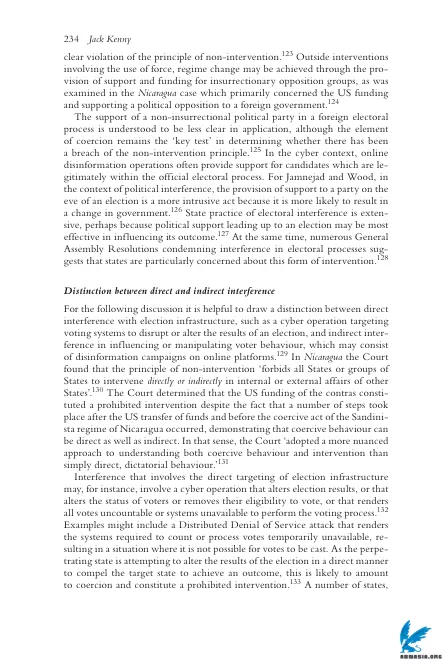 234 Jack Kenny
clear violation of the principle of non-intervention.123 Outside interventions
involving the use of force, regime change may be achieved through the pro-
vision of support and funding for insurrectionary opposition groups, as was
examined in the Nicaragua case which primarily concerned the US funding
and supporting a political opposition to a foreign government.124
The support of a non-insurrectional political party in a foreign electoral
process is understood to be less clear in application, although the element
of coercion remains the ‘key test’ in determining whether there has been
a breach of the non-intervention principle.125 In the cyber context, online
disinformation operations often provide support for candidates which are le-
gitimately within the official electoral process. For Jamnejad and Wood, in
the context of political interference, the provision of support to a party on the
eve of an election is a more intrusive act because it is more likely to result in
a change in government.126 State practice of electoral interference is exten-
sive, perhaps because political support leading up to an election may be most
effective in influencing its outcome.127 At the same time, numerous General
Assembly Resolutions condemning interference in electoral processes sug-
gests that states are particularly concerned about this form of intervention.128
Distinction between direct and indirect interference
For the following discussion it is helpful to draw a distinction between direct
interference with election infrastructure, such as a cyber operation targeting
voting systems to disrupt or alter the results of an election, and indirect inter-
ference in influencing or manipulating voter behaviour, which may consist
of disinformation campaigns on online platforms.129 In Nicaragua the Court
found that the principle of non-intervention ‘forbids all States or groups of
States to intervene directly or indirectly in internal or external affairs of other
States’.130 The Court determined that the US funding of the contras consti-
tuted a prohibited intervention despite the fact that a number of steps took
place after the US transfer of funds and before the coercive act of the Sandini-
sta regime of Nicaragua occurred, demonstrating that coercive behaviour can
be direct as well as indirect. In that sense, the Court ‘adopted a more nuanced
approach to understanding both coercive behaviour and intervention than
simply direct, dictatorial behaviour.’131
Interference that involves the direct targeting of election infrastructure
may, for instance, involve a cyber operation that alters election results, or that
alters the status of voters or removes their eligibility to vote, or that renders
all votes uncountable or systems unavailable to perform the voting process.132
Examples might include a Distributed Denial of Service attack that renders
the systems required to count or process votes temporarily unavailable, re-
sulting in a situation where it is not possible for votes to be cast. As the perpe-
trating state is attempting to alter the results of the election in a direct manner
to compel the target state to achieve an outcome, this is likely to amount
to coercion and constitute a prohibited intervention.133 A number of states,